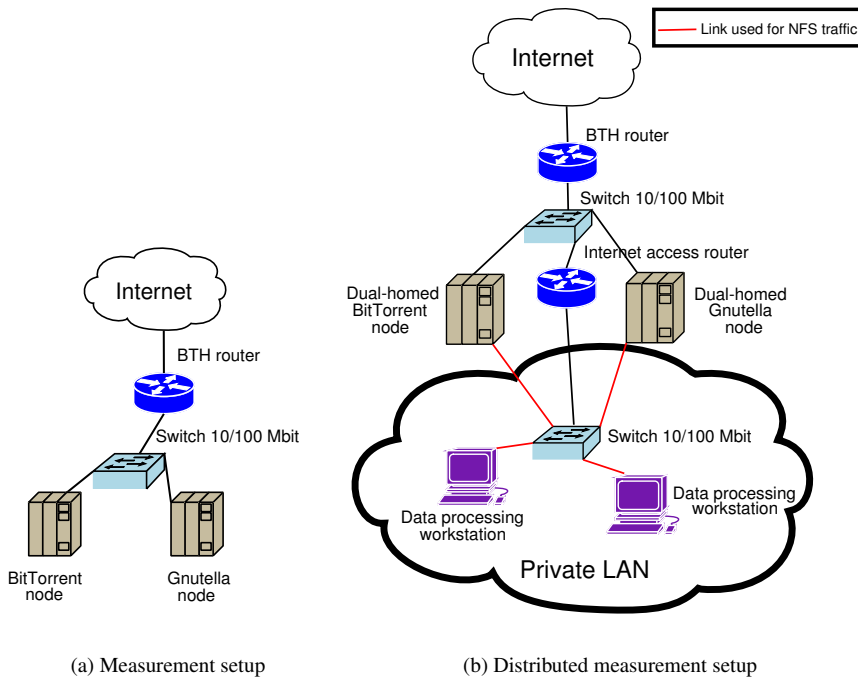 Link used for NFS traffic
Internet
BTH router
Switch 10/100 Mbit
Internet access router
Dual-homed
BitTorrent
node
Dual-homed
Gnutella
node
Switch 10/100 Mbit
Data processing
workstation
Data processing
workstation
Private LAN
Internet
BTH router
Switch 10/100 Mbit
BitTorrent
node
Gnutella
node
(a) Measurement setup
(b) Distributed measurement setup